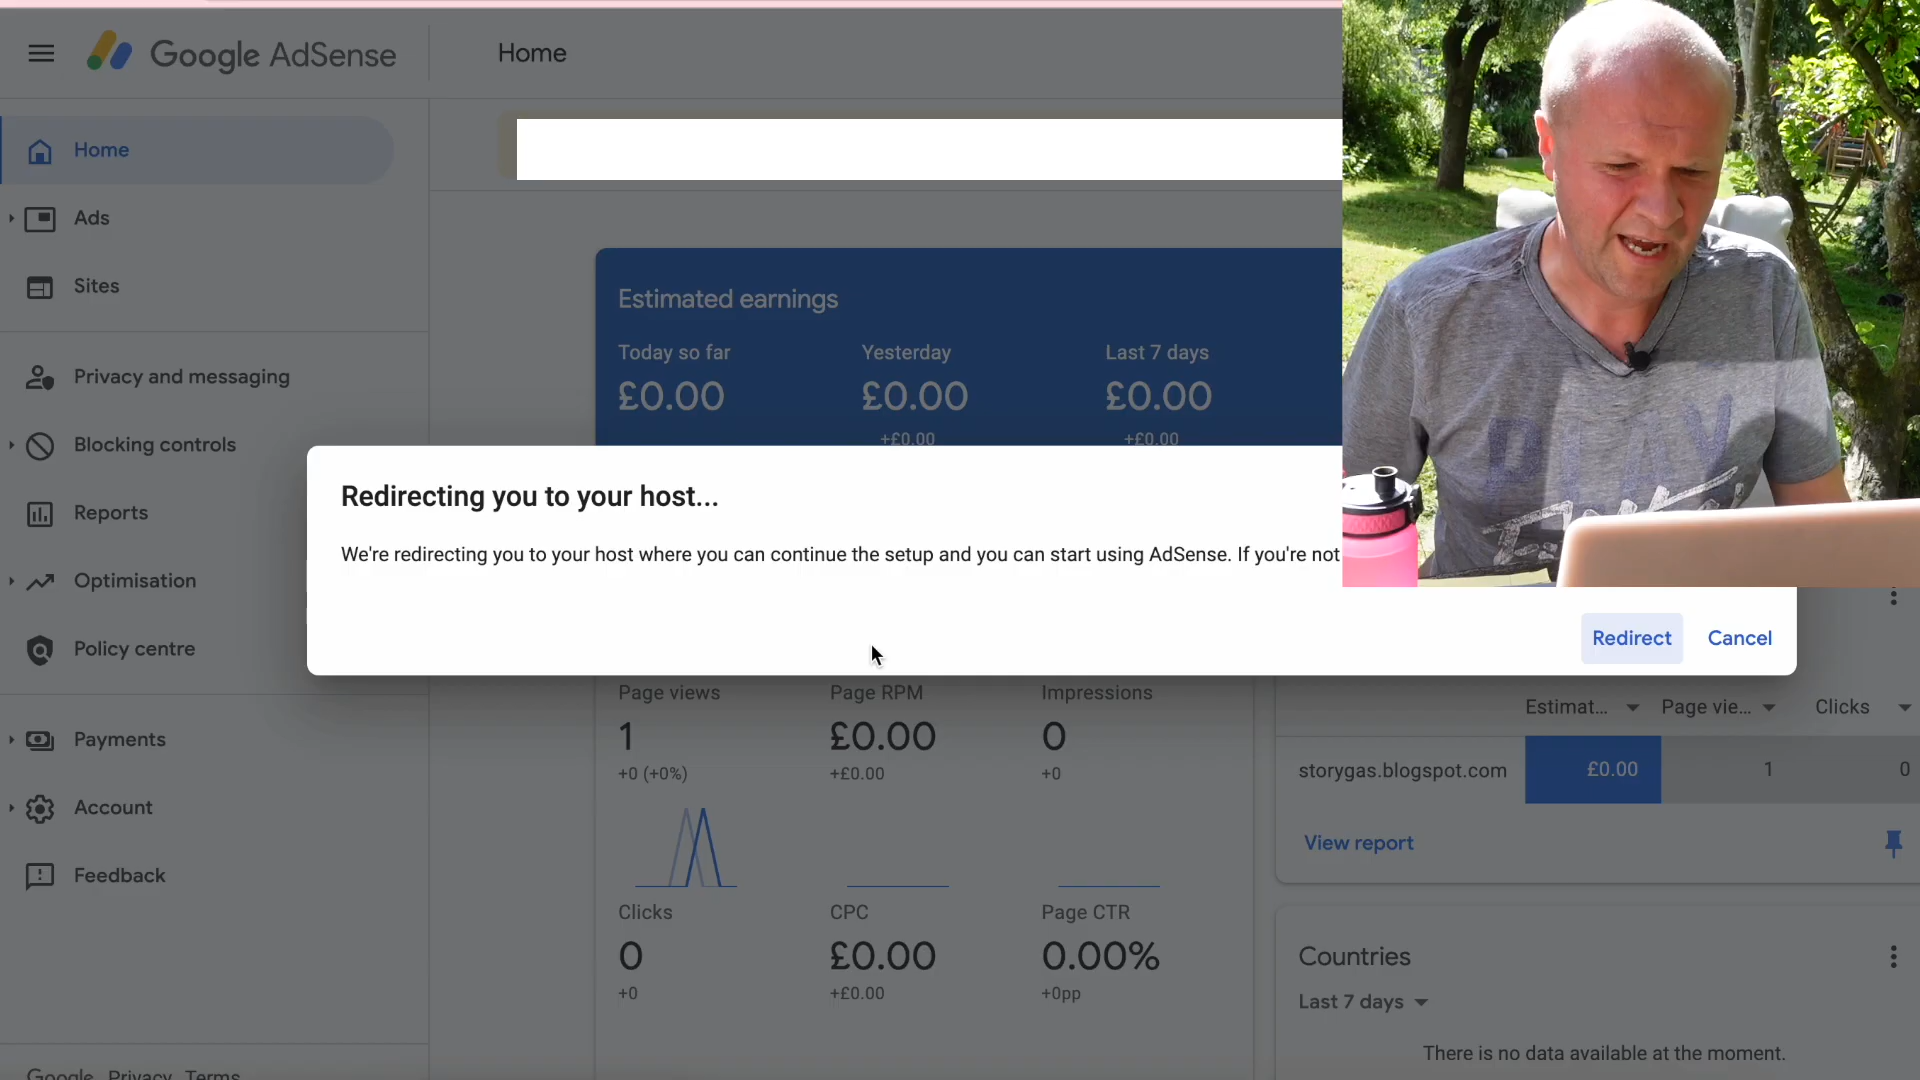 Google AdSense
Home
Home
Ads
Sites
Privacy and messaging
Blocking controls
Reports
Optimisation
Policy centre
Payments
Account
Feedback
Google Privacy Terms
Estimated earnings
Today so far Yesterday Last 7 days
£0.00 £0.00 £0.00
+£0.00 +£0.00
Redirecting you to your host...
We're redirecting you to your host where you can continue the setup and you can start using AdSense. If you're not
Redirect Cancel
Page views Page RPM Impressions
1 £0.00 0
+0 (+0%) +£0.00 +0
Clicks CPC Page CTR
0 £0.00 0.00%
+0 +£0.00 +0pp
Estimat... Page vie... Clicks
storygas.blogspot.com £0.00 1 0
View report
Countries
Last 7 days
There is no data available at the moment.
PLAY